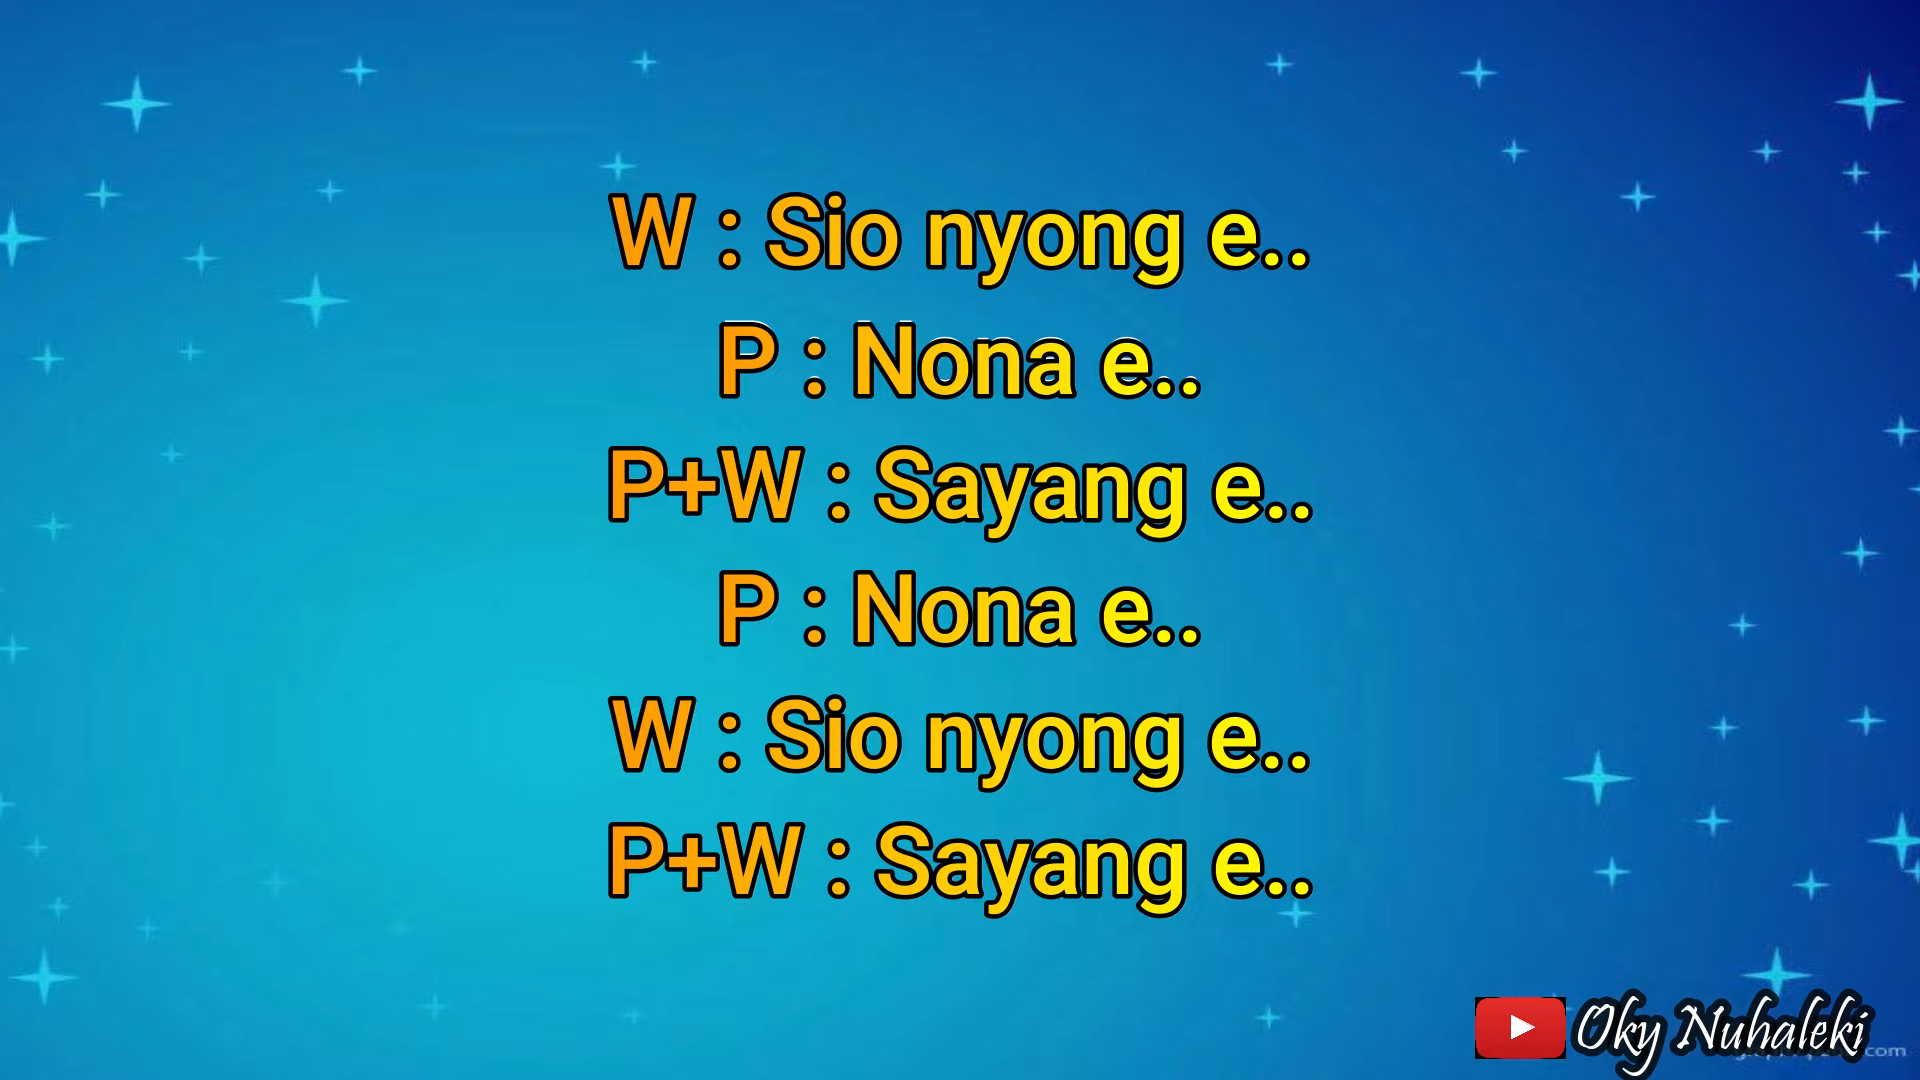 W : Sio nyong e..
P : Nona e..
P+W : Sayang e..
P : Nona e..
W : Sio nyong e..
P+W : Sayang e..
Oky Nuhaleki